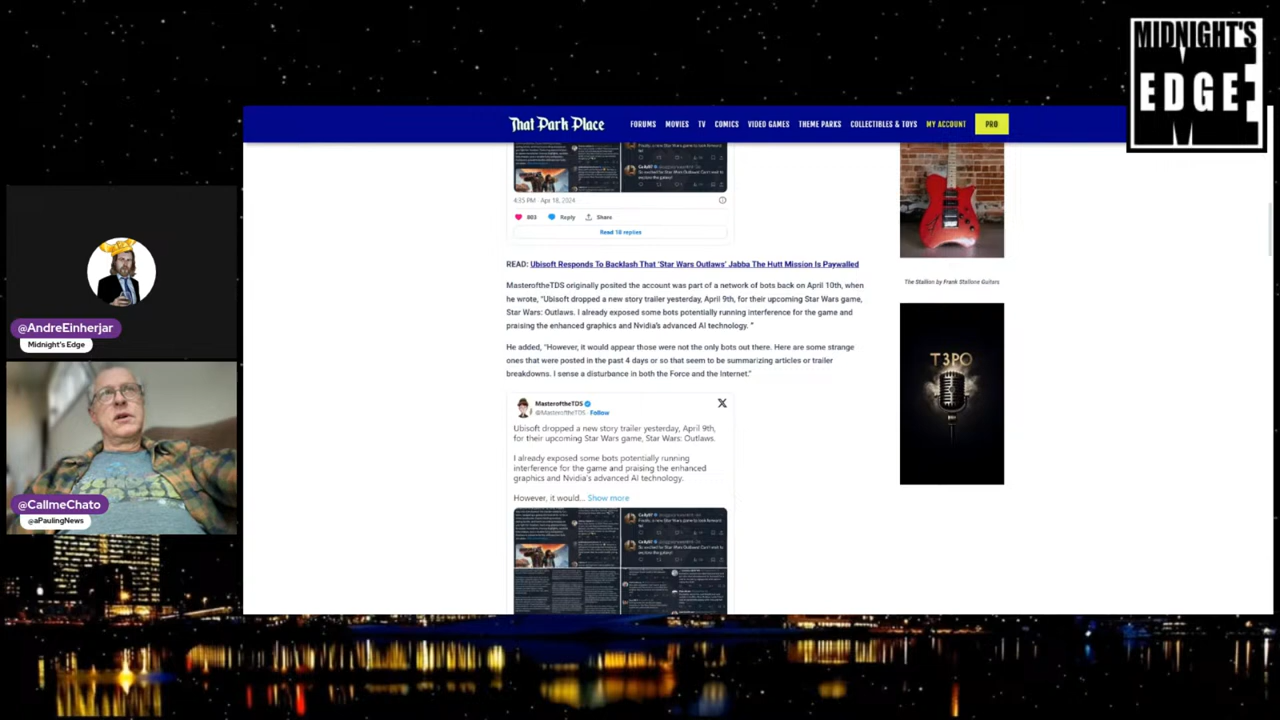 MIDNIGHT'S
EDGE
That Park Place
FORUMS MOVIES TV COMICS VIDEO GAMES THEME PARKS COLLECTIBLES & TOYS MY ACCOUNT PRO
4:35 PM · Apr 18, 2024
803 Reply Share
Read 18 replies
READ: Ubisoft Responds To Backlash That 'Star Wars Outlaws' Jabba The Hutt Mission Is Paywalled
MasteroftheTDS originally posited the account was part of a network of bots back on April 10th, when
he wrote, "Ubisoft dropped a new story trailer yesterday, April 9th, for their upcoming Star Wars game,
Star Wars: Outlaws. I already exposed some bots potentially running interference for the game and
praising the enhanced graphics and Nvidia's advanced AI technology. "
He added, "However, it would appear those were not the only bots out there. Here are some strange
ones that were posted in the past 4 days or so that seem to be summarizing articles or trailer
breakdowns. I sense a disturbance in both the Force and the Internet."
MasteroftheTDS
@MasteroftheTDS · Follow
Ubisoft dropped a new story trailer yesterday, April 9th,
for their upcoming Star Wars game, Star Wars: Outlaws.
I already exposed some bots potentially running
interference for the game and praising the enhanced
graphics and Nvidia's advanced AI technology.
However, it would... Show more
The Stallion by Frank Stallone Guitars
T3PO
@AndreEinherjar
Midnight's Edge
@CallmeChato
@aPaulingNews